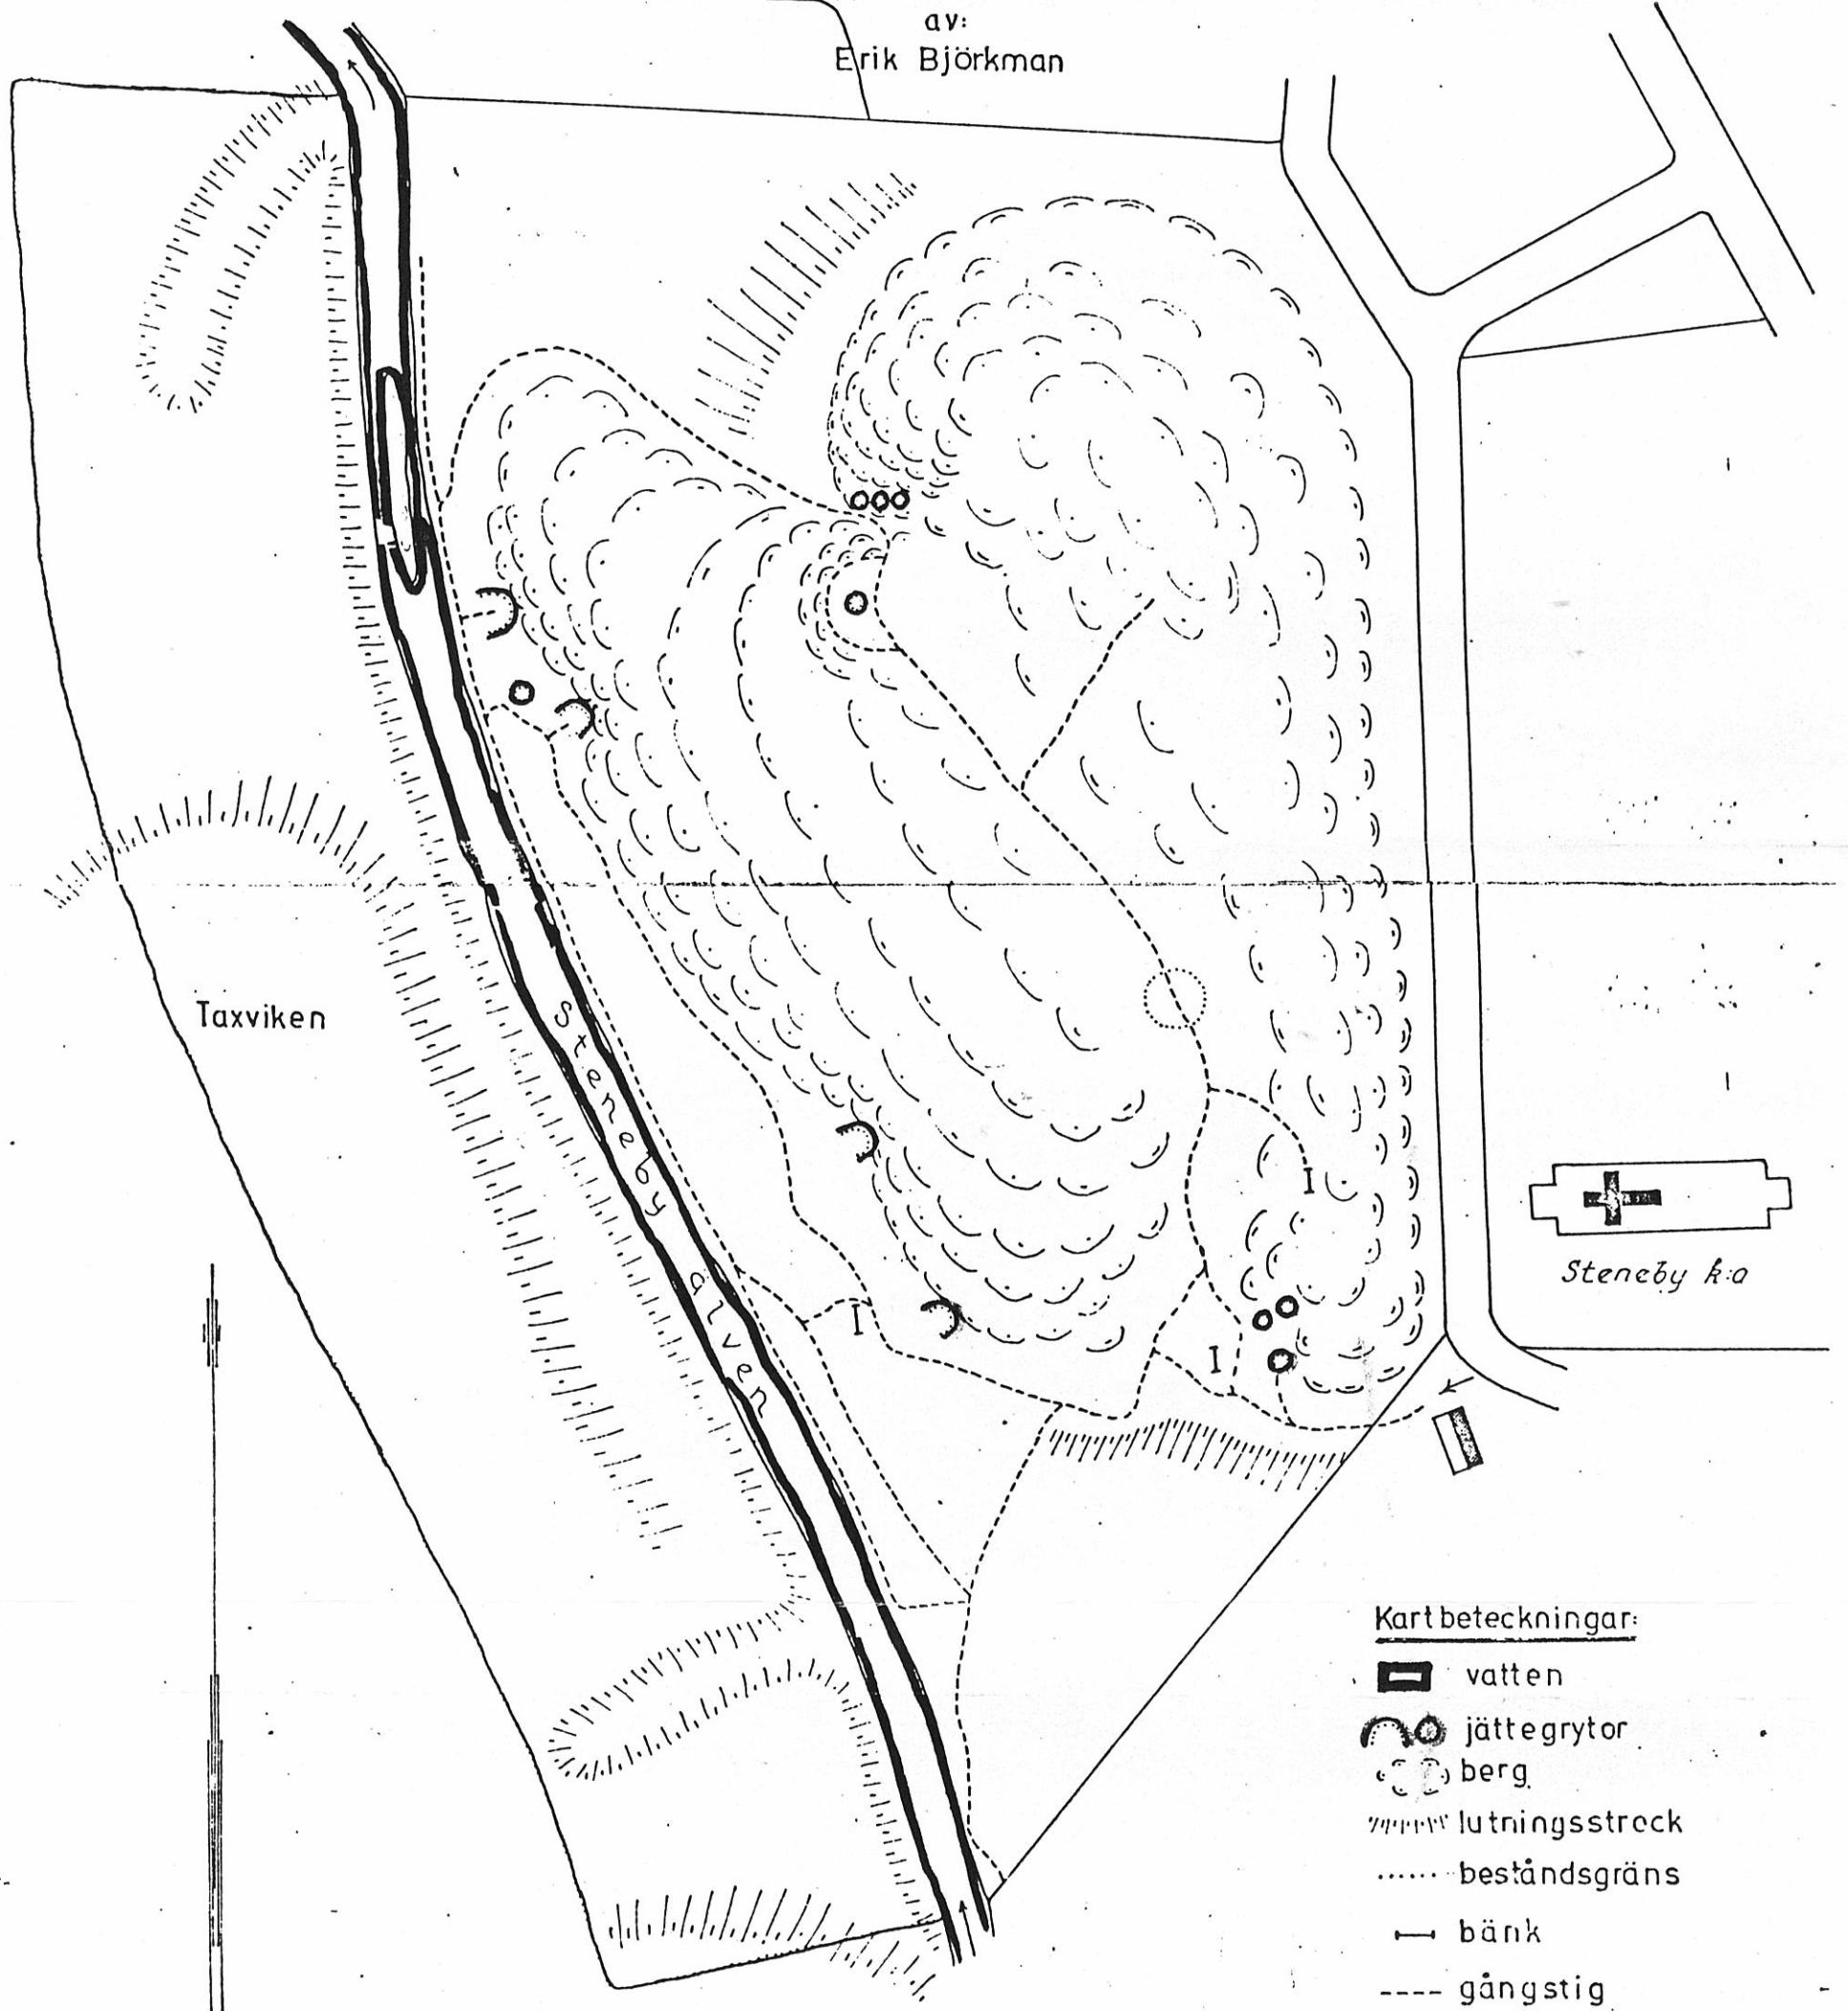 av:
Erik Björkman
Taxviken
Steneby älven
Steneby k:a
Kartbeteckningar:
vatten
jättegrytor
berg
lutningsstreck
beståndsgräns
bänk
gångstig